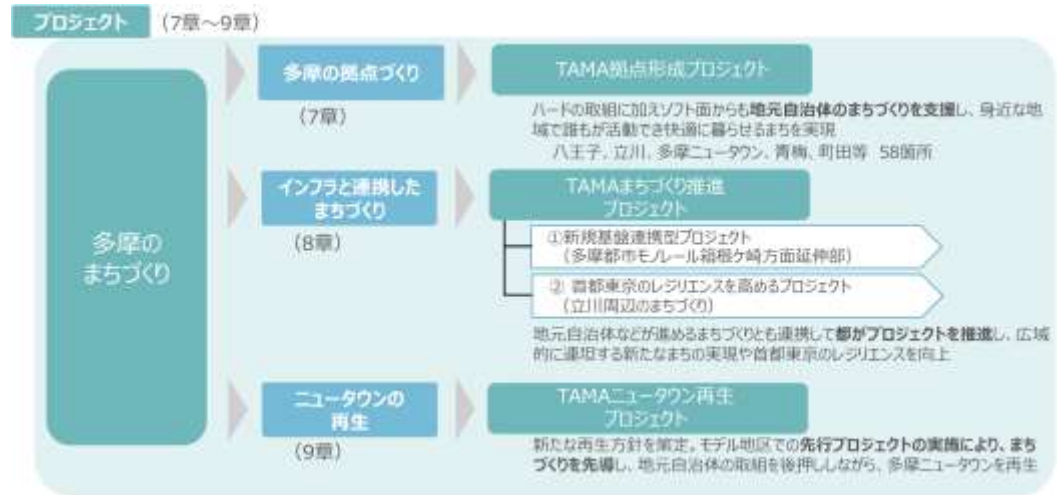 プロジェクト (7章～9章)
多摩の
まちづくり
多摩の拠点づくり
(7章)
TAMA拠点形成プロジェクト
ハードの取組に加えソフト面からも地元自治体のまちづくりを支援し、身近な地
域で誰もが活動でき快適に暮らせるまちを実現
八王子、立川、多摩ニュータウン、青梅、町田等 58箇所
インフラと連携した
まちづくり
(8章)
TAMAまちづくり推進
プロジェクト
①新規基盤連携型プロジェクト
(多摩都市モノレール箱根ケ崎方面延伸部)
② 首都東京のレジリエンスを高めるプロジェクト
(立川周辺のまちづくり)
地元自治体などが進めるまちづくりとも連携して都がプロジェクトを推進し、広域
的に連坦する新たなまちの実現や首都東京のレジリエンスを向上
ニュータウンの
再生
(9章)
TAMAニュータウン再生
プロジェクト
新たな再生方針を策定。モデル地区での先行プロジェクトの実施により、まち
づくりを先導し、地元自治体の取組を後押ししながら、多摩ニュータウンを再生